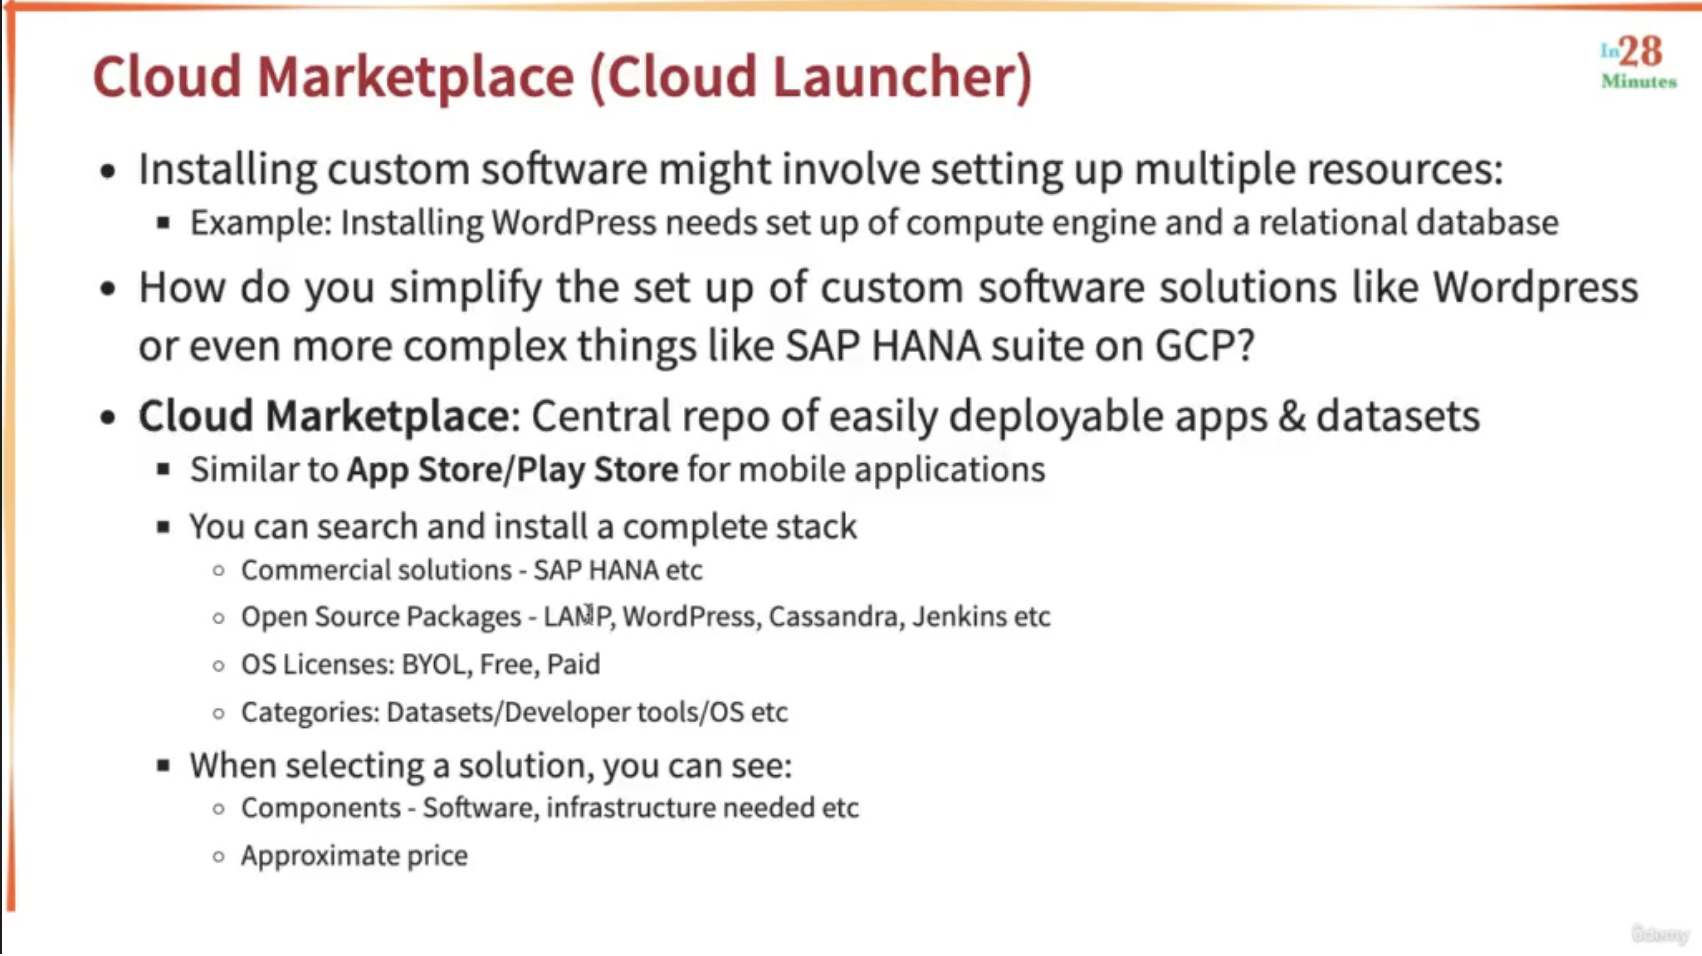 Cloud Marketplace (Cloud Launcher)
In28
Minutes
• Installing custom software might involve setting up multiple resources:
▪ Example: Installing WordPress needs set up of compute engine and a relational database
• How do you simplify the set up of custom software solutions like Wordpress
or even more complex things like SAP HANA suite on GCP?
• Cloud Marketplace: Central repo of easily deployable apps & datasets
▪ Similar to App Store/Play Store for mobile applications
▪ You can search and install a complete stack
○ Commercial solutions - SAP HANA etc
○ Open Source Packages - LAMP, WordPress, Cassandra, Jenkins etc
○ OS Licenses: BYOL, Free, Paid
○ Categories: Datasets/Developer tools/OS etc
▪ When selecting a solution, you can see:
○ Components - Software, infrastructure needed etc
○ Approximate price
Udemy